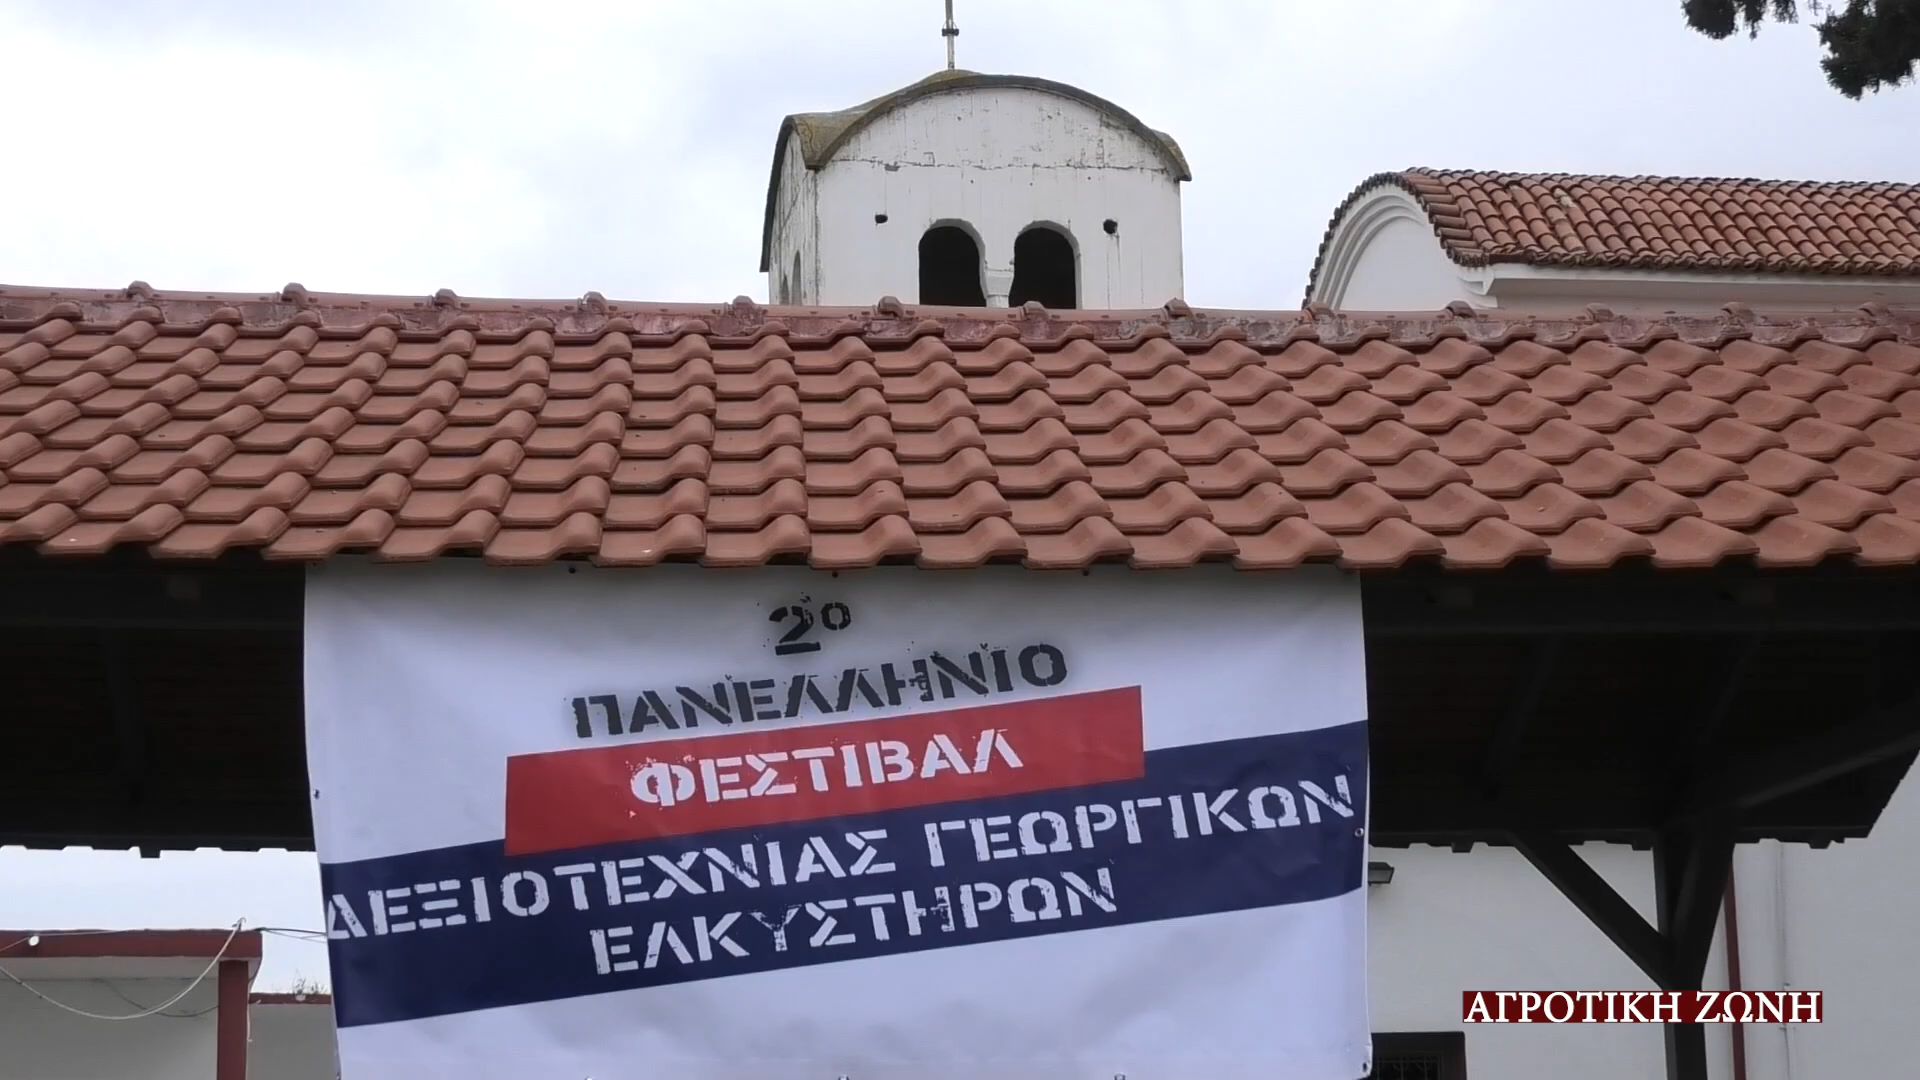 2ο
ΠΑΝΕΛΛΗΝΙΟ
ΦΕΣΤΙΒΑΛ
ΔΕΞΙΟΤΕΧΝΙΑΣ ΓΕΩΡΓΙΚΩΝ
ΕΛΚΥΣΤΗΡΩΝ
ΑΓΡΟΤΙΚΗ ΖΩΝΗ